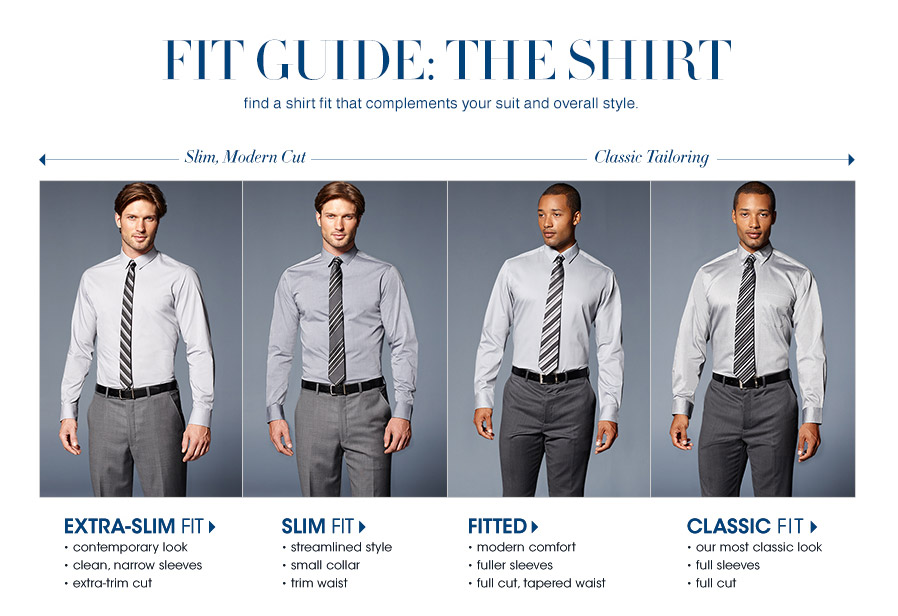 FIT GUIDE: THE SHIRT
find a shirt fit that complements your suit and overall style.
Slim, Modern Cut
Classic Tailoring
EXTRA-SLIM FIT
• contemporary look
• clean, narrow sleeves
• extra-trim cut
SLIM FIT
• streamlined style
• small collar
• trim waist
FITTED
• modern comfort
• fuller sleeves
• full cut, tapered waist
CLASSIC FIT
• our most classic look
• full sleeves
• full cut